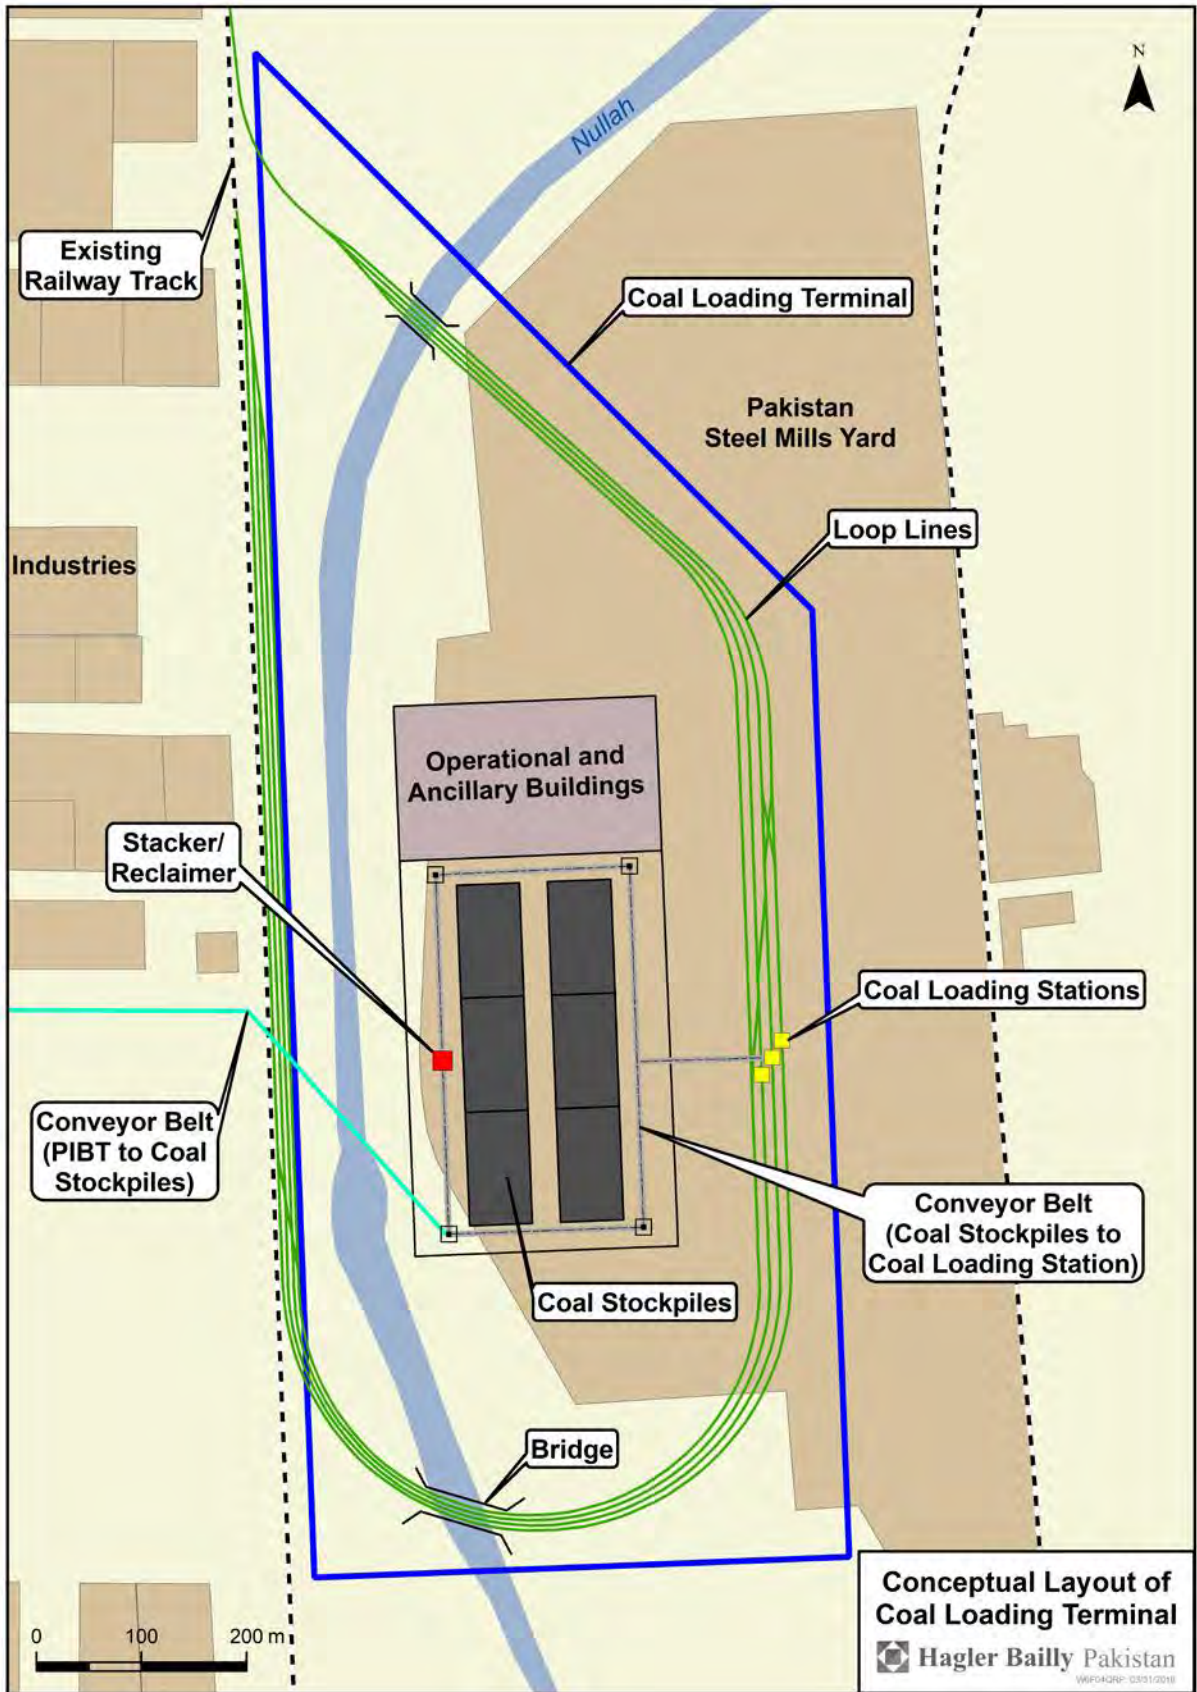 N
Nullah
Existing
Railway Track
Coal Loading Terminal
Pakistan
Steel Mills Yard
Loop Lines
Industries
Operational and
Ancillary Buildings
Stacker/
Reclaimer
Coal Loading Stations
Conveyor Belt
(PIBT to Coal
Stockpiles)
Conveyor Belt
(Coal Stockpiles to
Coal Loading Station)
Coal Stockpiles
Bridge
0 100 200 m
Conceptual Layout of
Coal Loading Terminal
Hagler Bailly Pakistan